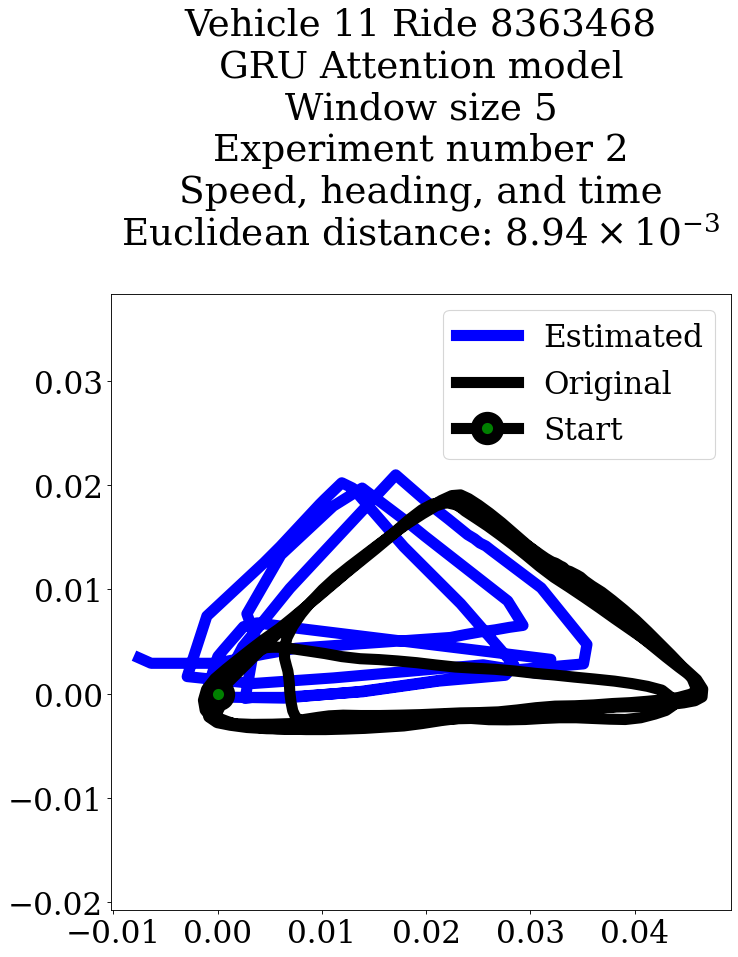 Vehicle 11 Ride 8363468
GRU Attention model
Window size 5
Experiment number 2
Speed, heading, and time
Euclidean distance: 8.94 × 10⁻³
Estimated
Original
Start
0.03
0.02
0.01
0.00
−0.01
−0.02
−0.01 0.00 0.01 0.02 0.03 0.04